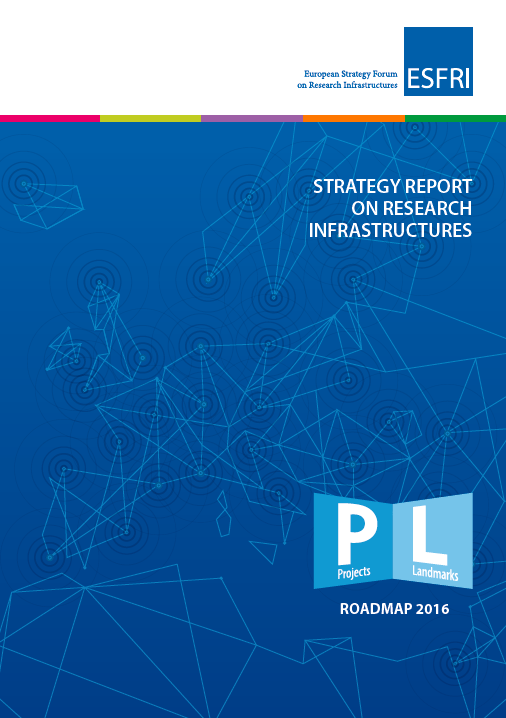 European Strategy Forum
on Research Infrastructures
ESFRI
STRATEGY REPORT
ON RESEARCH
INFRASTRUCTURES
P L
Projects Landmarks
ROADMAP 2016